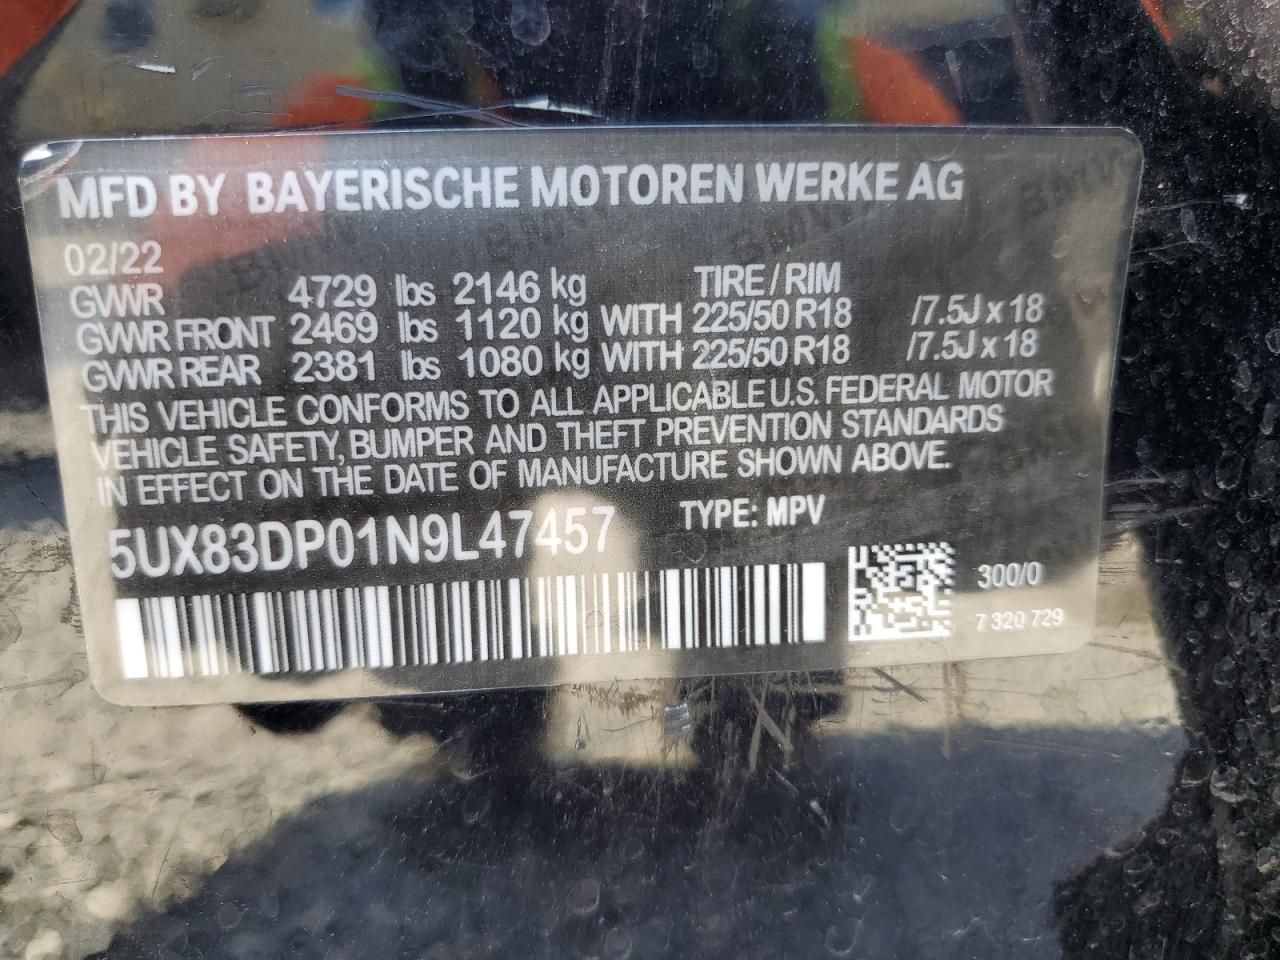 MFD BY BAYERISCHE MOTOREN WERKE AG
02/22
GVWR 4729 lbs 2146 kg TIRE / RIM
GVWR FRONT 2469 lbs 1120 kg WITH 225/50 R18 /7.5J x 18
GVWR REAR 2381 lbs 1080 kg WITH 225/50 R18 /7.5J x 18
THIS VEHICLE CONFORMS TO ALL APPLICABLE U.S. FEDERAL MOTOR
VEHICLE SAFETY, BUMPER AND THEFT PREVENTION STANDARDS
IN EFFECT ON THE DATE OF MANUFACTURE SHOWN ABOVE.
5UX83DP01N9L47457 TYPE: MPV
300/0
7 320 729